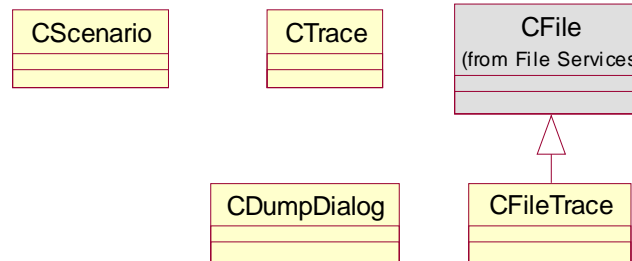 CScenario
CTrace
CFile
(from File Services
CDumpDialog
CFileTrace